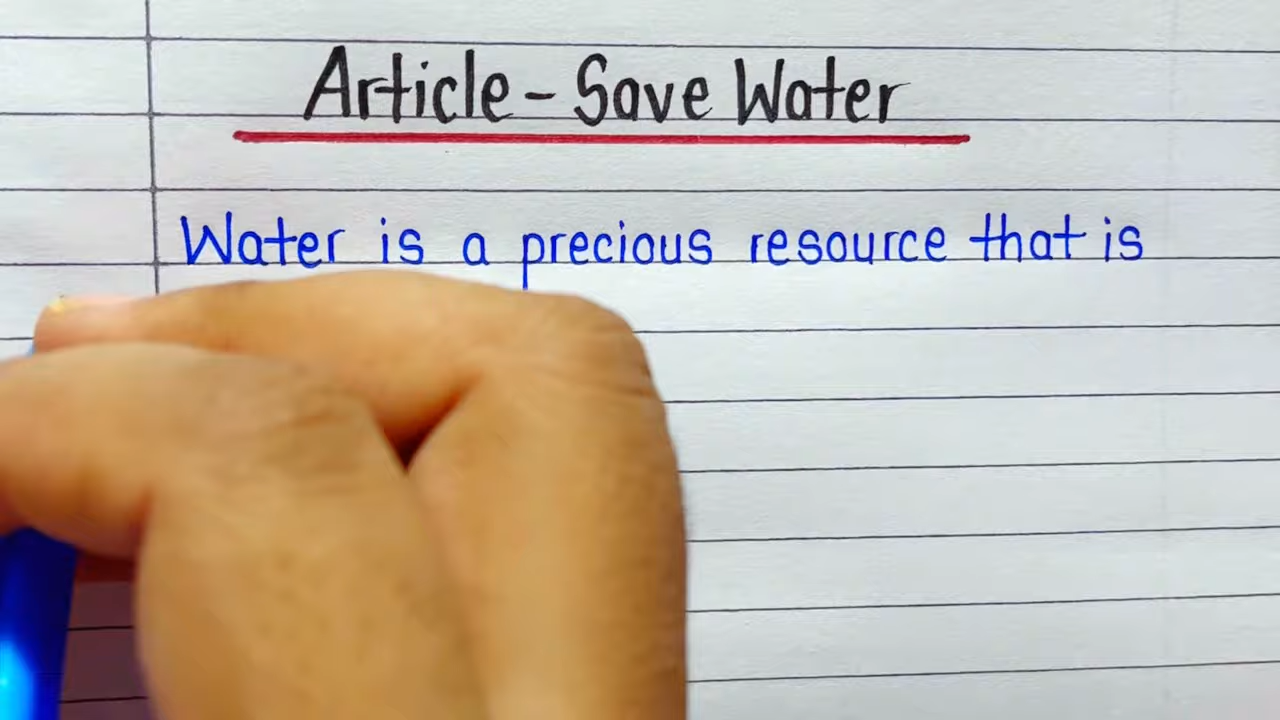 Article - Save Water
Water is a precious resource that is